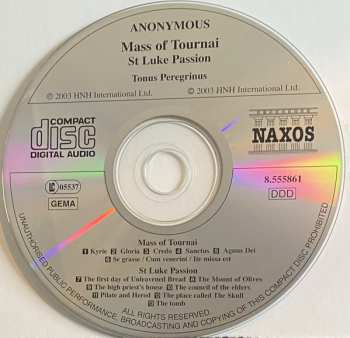 ANONYMOUS
Mass of Tournai
St Luke Passion
Tonus Peregrinus
℗ 2003 HNH International Ltd.
© 2003 HNH International Ltd.
COMPACT
disc
DIGITAL AUDIO
NAXOS
LC 05537
GEMA
8.555861
DDD
Mass of Tournai
1 Kyrie 2 Gloria 3 Credo 4 Sanctus 5 Agnus Dei
6 Se grasse / Cum venerint / Ite missa est
St Luke Passion
7 The first day of Unleavened Bread 8 The Mount of Olives
9 The high priest's house 10 The council of the elders
11 Pilate and Herod 12 The place called The Skull
13 The tomb
ALL RIGHTS RESERVED.
UNAUTHORISED PUBLIC PERFORMANCE, BROADCASTING AND COPYING OF THIS COMPACT DISC PROHIBITED